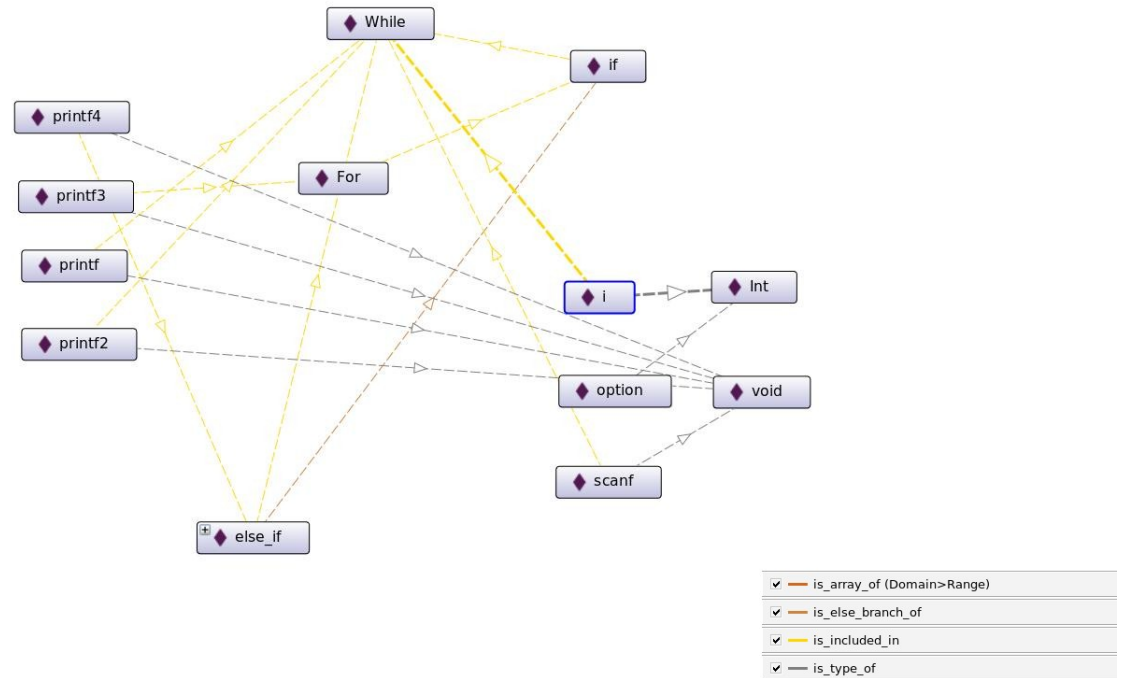 While
if
printf4
For
printf3
printf
i
Int
printf2
option
void
scanf
else_if
is_array_of (Domain>Range)
is_else_branch_of
is_included_in
is_type_of